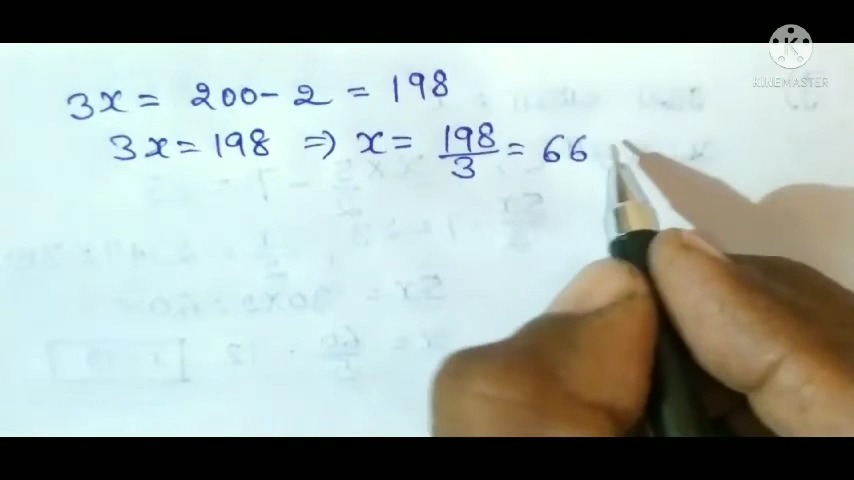 3x = 200 - 2 = 198
3x = 198 ⇒ x = 198/3 = 66
KINEMASTER